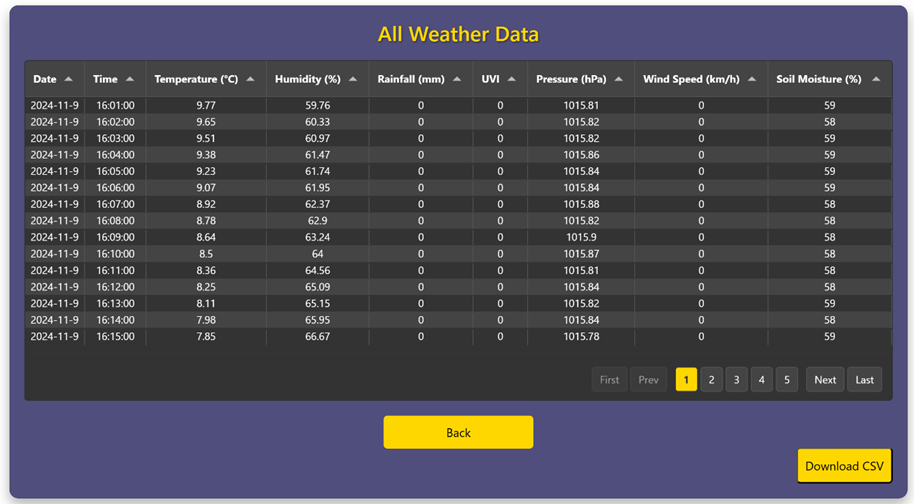 All Weather Data
Date Time Temperature (°C) Humidity (%) Rainfall (mm) UVI Pressure (hPa) Wind Speed (km/h) Soil Moisture (%)
2024-11-9 16:01:00 9.77 59.76 0 0 1015.81 0 59
2024-11-9 16:02:00 9.65 60.33 0 0 1015.82 0 58
2024-11-9 16:03:00 9.51 60.97 0 0 1015.82 0 59
2024-11-9 16:04:00 9.38 61.47 0 0 1015.86 0 59
2024-11-9 16:05:00 9.23 61.74 0 0 1015.84 0 59
2024-11-9 16:06:00 9.07 61.95 0 0 1015.84 0 59
2024-11-9 16:07:00 8.92 62.37 0 0 1015.88 0 58
2024-11-9 16:08:00 8.78 62.9 0 0 1015.82 0 58
2024-11-9 16:09:00 8.64 63.24 0 0 1015.9 0 58
2024-11-9 16:10:00 8.5 64 0 0 1015.87 0 58
2024-11-9 16:11:00 8.36 64.56 0 0 1015.81 0 58
2024-11-9 16:12:00 8.25 65.09 0 0 1015.84 0 58
2024-11-9 16:13:00 8.11 65.15 0 0 1015.82 0 59
2024-11-9 16:14:00 7.98 65.95 0 0 1015.84 0 58
2024-11-9 16:15:00 7.85 66.67 0 0 1015.78 0 59
First Prev 1 2 3 4 5 Next Last
Back
Download CSV